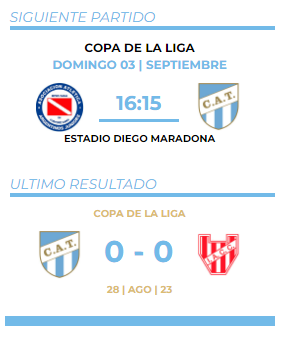 SIGUIENTE PARTIDO
COPA DE LA LIGA
DOMINGO 03 | SEPTIEMBRE
16:15
C.A.T.
ESTADIO DIEGO MARADONA
ULTIMO RESULTADO
COPA DE LA LIGA
C.A.T.
0 - 0
28 | AGO | 23